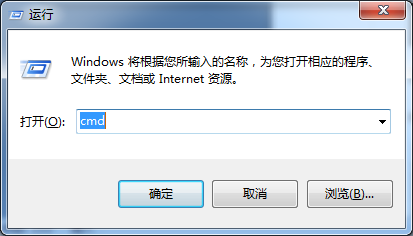 运行
Windows 将根据您所输入的名称，为您打开相应的程序、
文件夹、文档或 Internet 资源。
打开(O): cmd
确定 取消 浏览(B)...